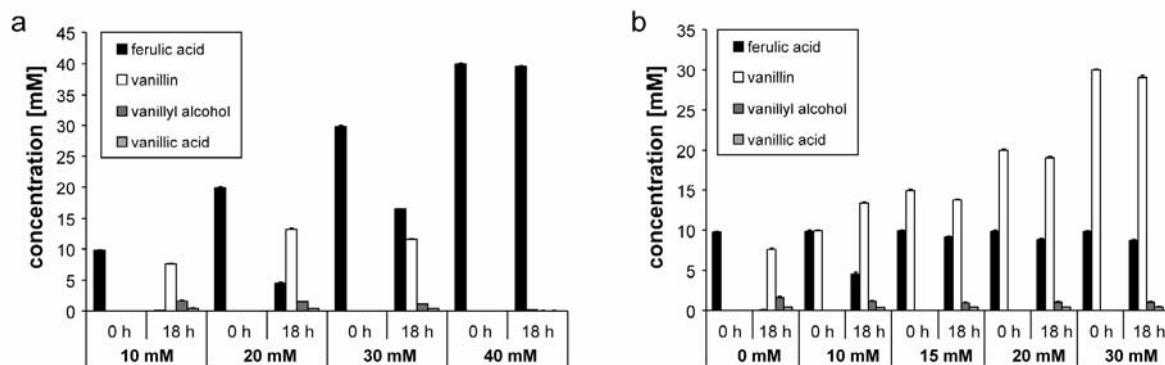 a
concentration [mM]
45
40
35
30
25
20
15
10
5
0
ferulic acid
vanillin
vanillyl alcohol
vanillic acid
0 h 18 h 0 h 18 h 0 h 18 h 0 h 18 h
10 mM 20 mM 30 mM 40 mM
b
concentration [mM]
35
30
25
20
15
10
5
0
ferulic acid
vanillin
vanillyl alcohol
vanillic acid
0 h 18 h 0 h 18 h 0 h 18 h 0 h 18 h 0 h 18 h
0 mM 10 mM 15 mM 20 mM 30 mM